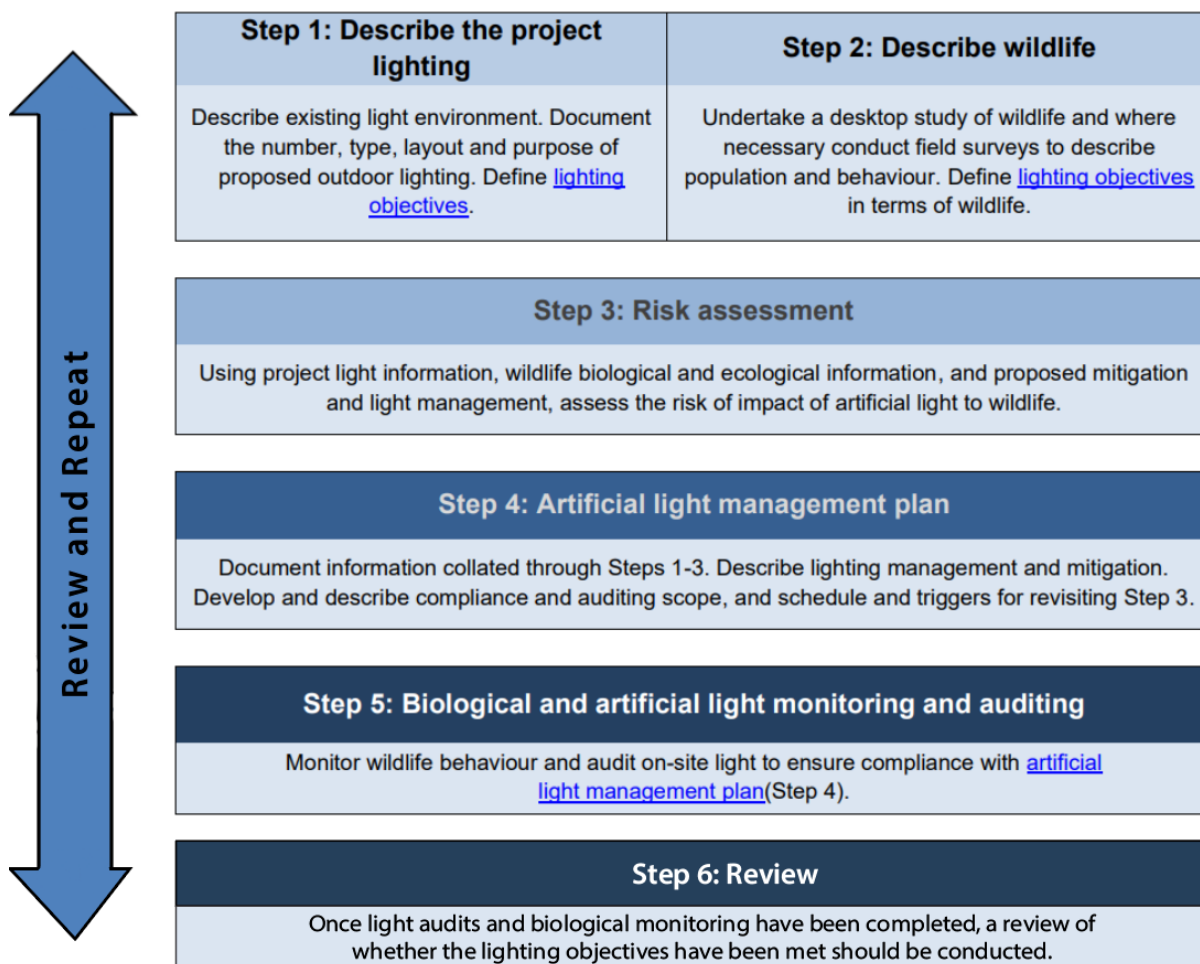 Review and Repeat
Step 1: Describe the project
lighting
Describe existing light environment. Document
the number, type, layout and purpose of
proposed outdoor lighting. Define lighting
objectives.
Step 2: Describe wildlife
Undertake a desktop study of wildlife and where
necessary conduct field surveys to describe
population and behaviour. Define lighting objectives
in terms of wildlife.
Step 3: Risk assessment
Using project light information, wildlife biological and ecological information, and proposed mitigation
and light management, assess the risk of impact of artificial light to wildlife.
Step 4: Artificial light management plan
Document information collated through Steps 1-3. Describe lighting management and mitigation.
Develop and describe compliance and auditing scope, and schedule and triggers for revisiting Step 3.
Step 5: Biological and artificial light monitoring and auditing
Monitor wildlife behaviour and audit on-site light to ensure compliance with artificial
light management plan(Step 4).
Step 6: Review
Once light audits and biological monitoring have been completed, a review of
whether the lighting objectives have been met should be conducted.